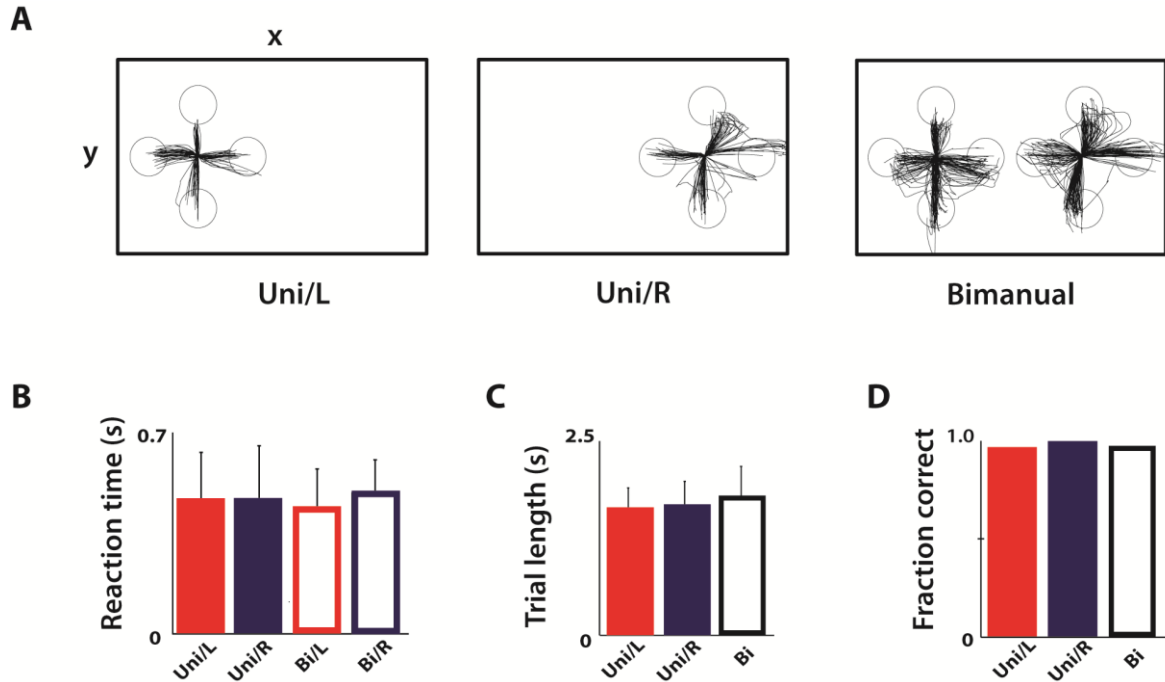 A
x
y
Uni/L
Uni/R
Bimanual
B
Reaction time (s)
0.7
0
Uni/L
Uni/R
Bi/L
Bi/R
C
Trial length (s)
2.5
0
Uni/L
Uni/R
Bi
D
Fraction correct
1.0
0
Uni/L
Uni/R
Bi